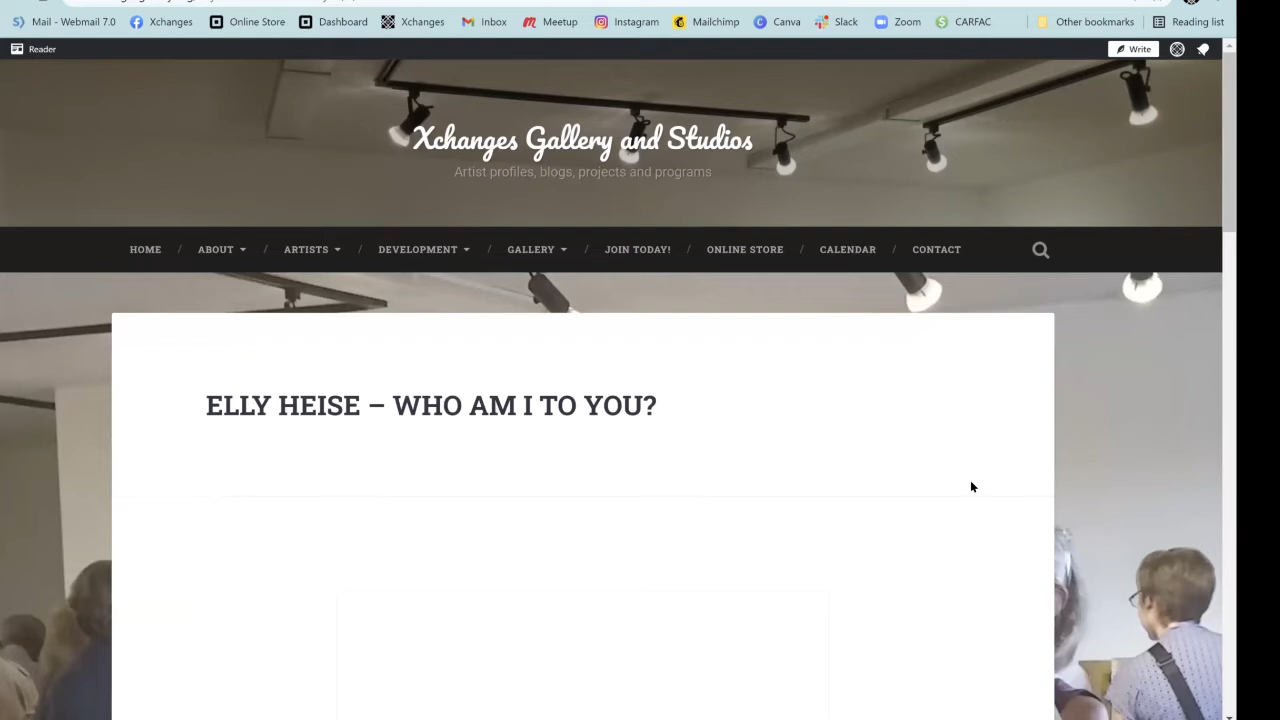 Mail - Webmail 7.0 Xchanges Online Store Dashboard Xchanges Inbox Meetup Instagram Mailchimp Canva Slack Zoom CARFAC Other bookmarks Reading list
Reader Write
Xchanges Gallery and Studios
Artist profiles, blogs, projects and programs
HOME / ABOUT / ARTISTS / DEVELOPMENT / GALLERY / JOIN TODAY! / ONLINE STORE / CALENDAR / CONTACT
ELLY HEISE – WHO AM I TO YOU?